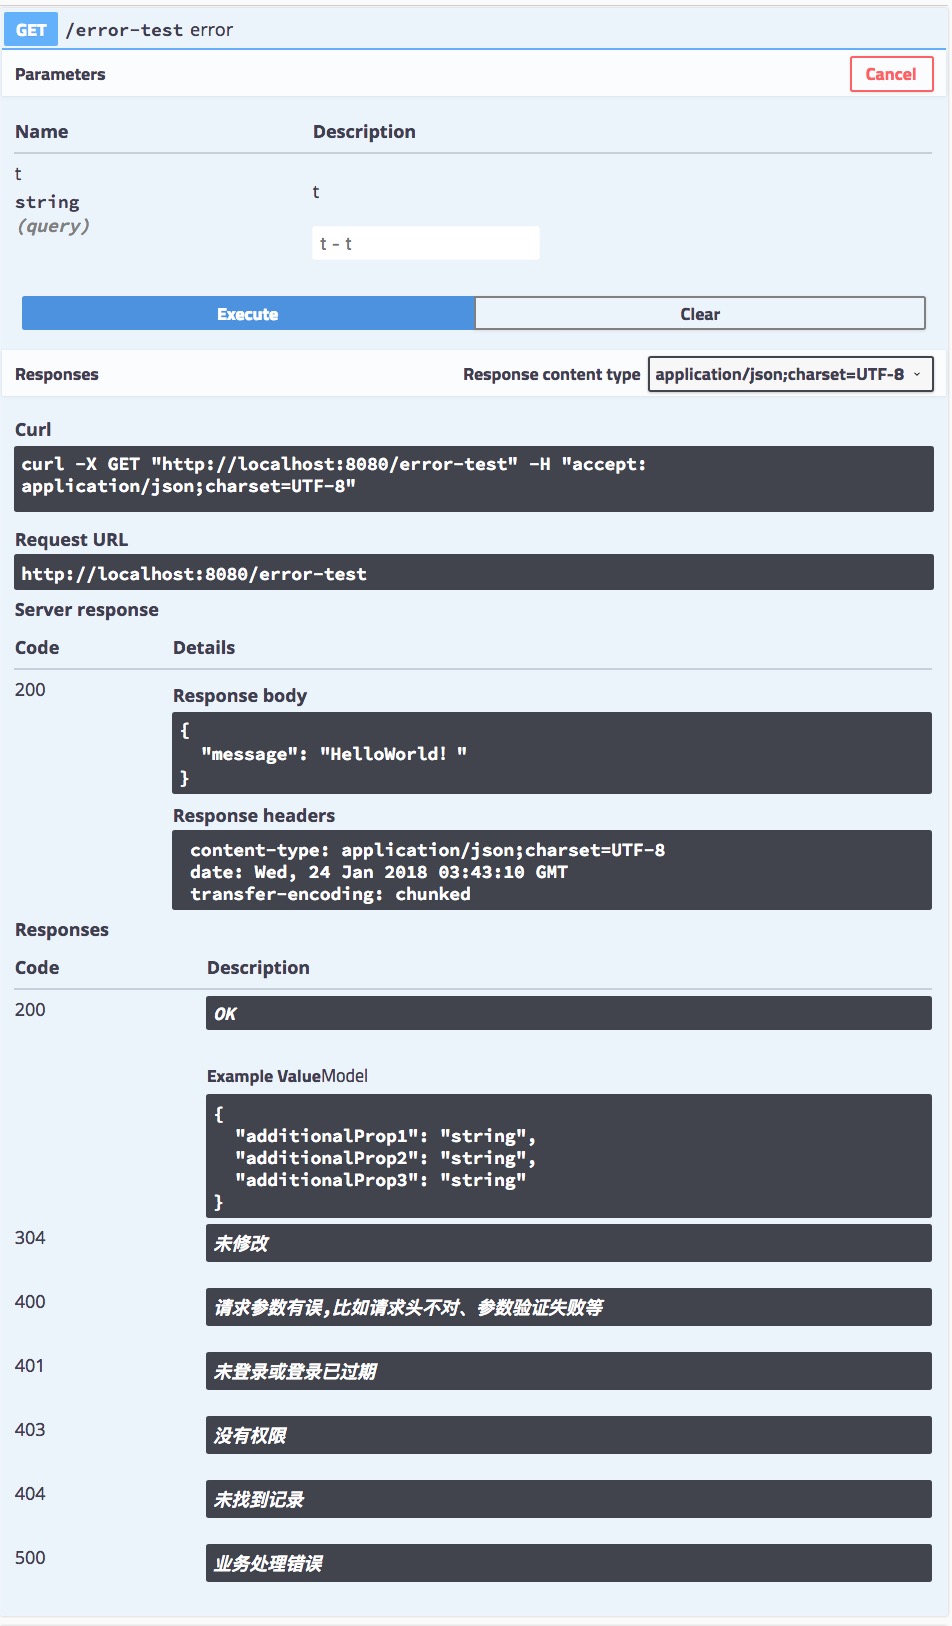 GET /error-test error
Parameters Cancel
Name Description
t
string
(query)
t
t - t
Execute Clear
Responses Response content type application/json;charset=UTF-8
Curl
curl -X GET "http://localhost:8080/error-test" -H "accept:
application/json;charset=UTF-8"
Request URL
http://localhost:8080/error-test
Server response
Code Details
200
Response body
{
"message": "HelloWorld! "
}
Response headers
content-type: application/json;charset=UTF-8
date: Wed, 24 Jan 2018 03:43:10 GMT
transfer-encoding: chunked
Responses
Code Description
200 OK
Example ValueModel
{
"additionalProp1": "string",
"additionalProp2": "string",
"additionalProp3": "string"
}
304 未修改
400 请求参数有误,比如请求头不对、参数验证失败等
401 未登录或登录已过期
403 没有权限
404 未找到记录
500 业务处理错误